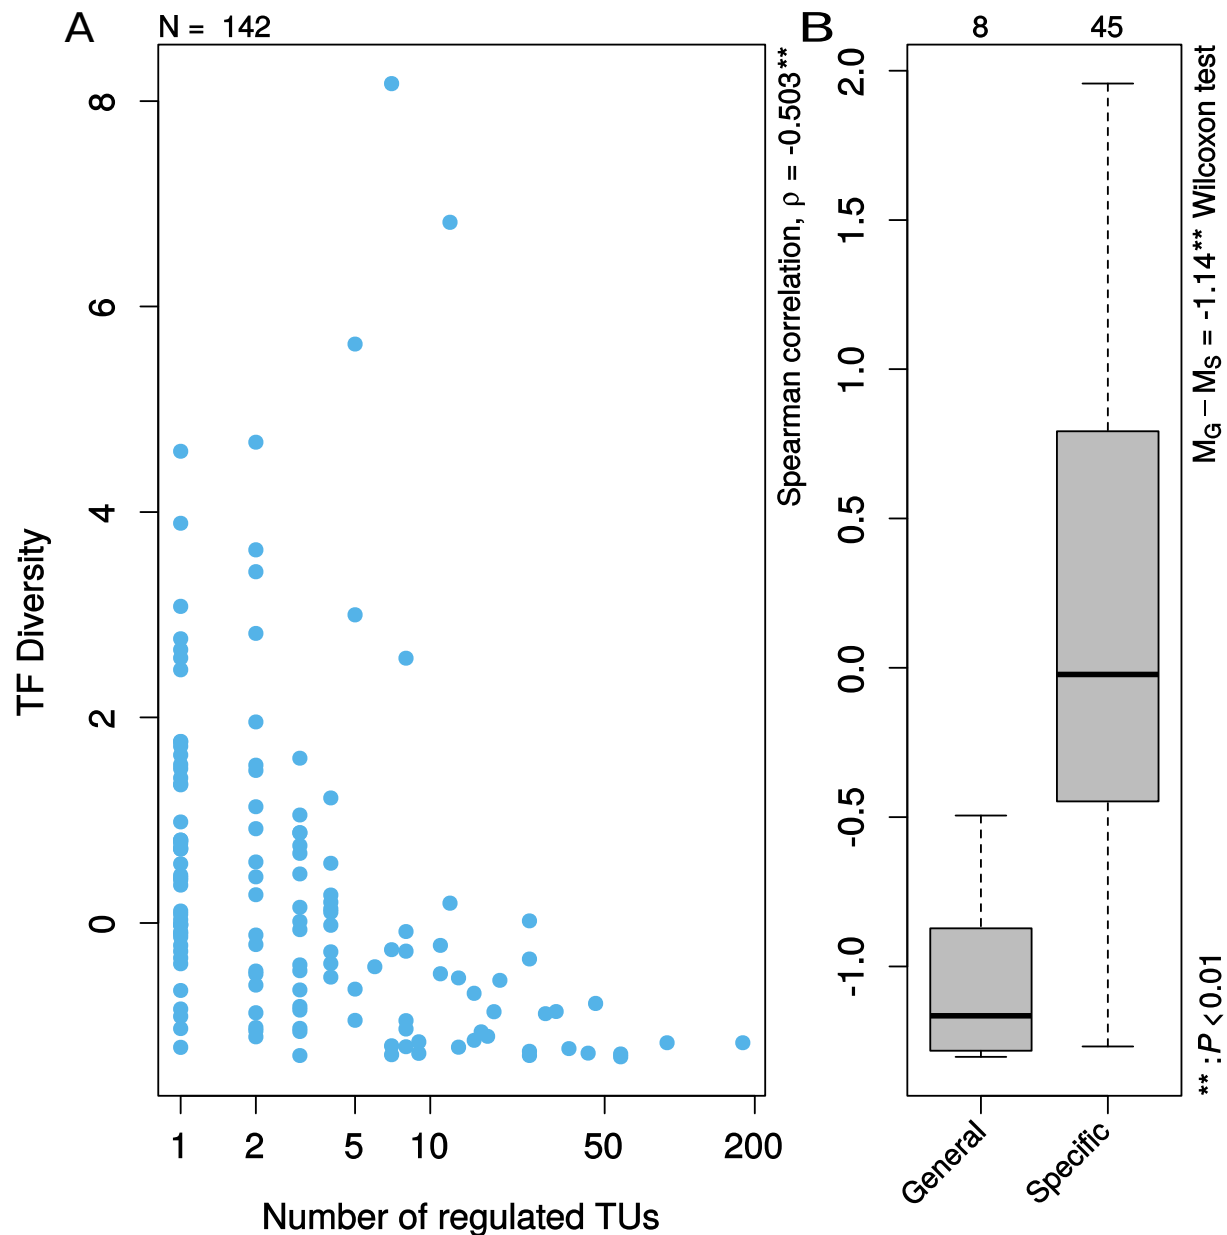 A
N = 142
8
6
4
2
0
TF Diversity
1 2 5 10 50 200
Number of regulated TUs
Spearman correlation, ρ = -0.503**
B
8 45
2.0
1.5
1.0
0.5
0.0
-0.5
-1.0
General
Specific
MG − MS = -1.14** Wilcoxon test
** : P < 0.01